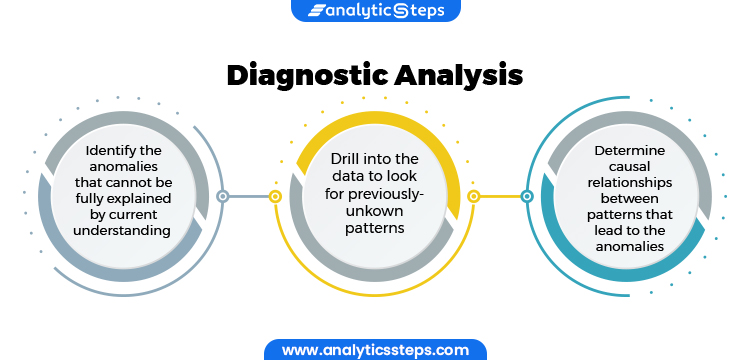 analyticSteps
Diagnostic Analysis
Identify the
anomalies
that cannot be
fully explained
by current
understanding
Drill into the
data to look
for previously-
unkown
patterns
Determine
causal
relationships
between
patterns that
lead to the
anomalies
www.analyticssteps.com